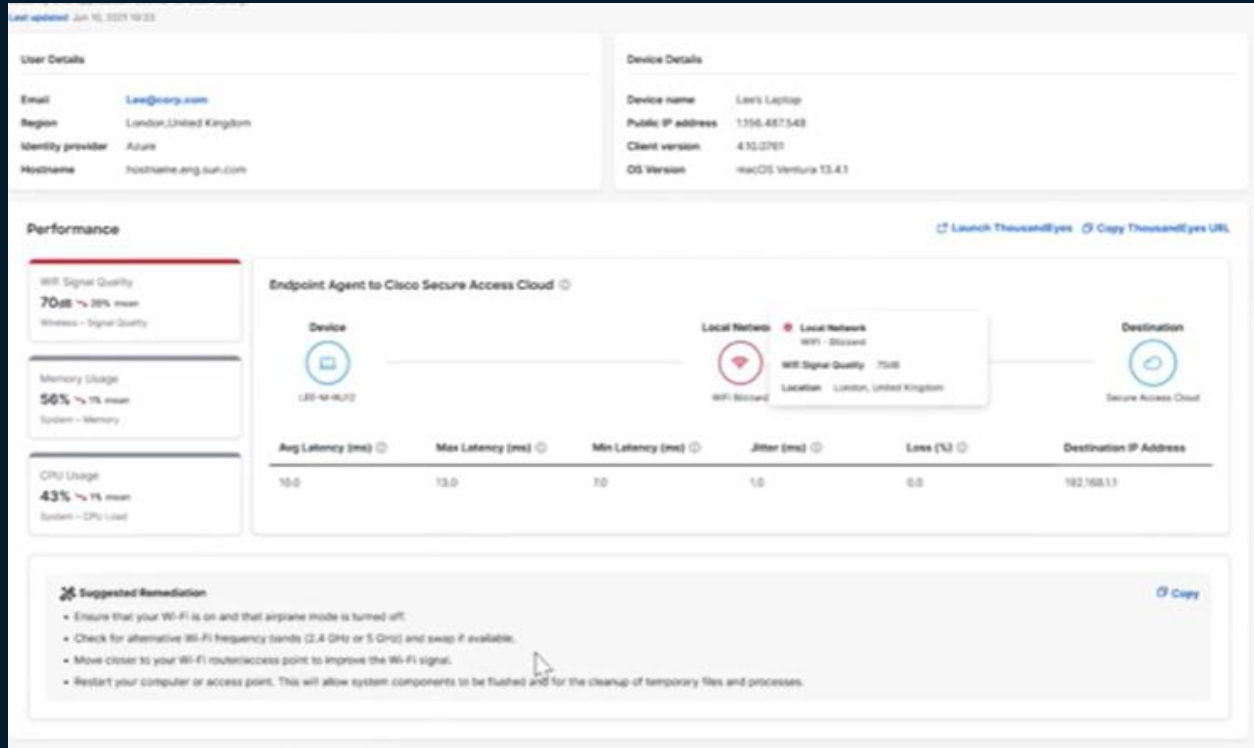 Last updated Jun 10, 2021 10:33
User Details
Email Lee@corp.com
Region London,United Kingdom
Identity provider Azure
Hostname hostname.eng.sun.com
Device Details
Device name Lee's Laptop
Public IP address 1.156.487.548
Client version 4.10.0761
OS Version macOS Ventura 13.4.1
Performance
Launch ThousandEyes Copy ThousandEyes URL
Wifi Signal Quality
70dB mean
Wireless – Signal Quality
Memory Usage
56% 1% mean
System – Memory
CPU Usage
43% 1% mean
System – CPU Load
Endpoint Agent to Cisco Secure Access Cloud
Device
Local Networ
Destination
WiFi Blizzard
Secure Access Cloud
Local Network
WiFi - Blizzard
Wifi Signal Quality 70dB
Location London, United Kingdom
Avg Latency (ms) Max Latency (ms) Min Latency (ms) Jitter (ms) Loss (%) Destination IP Address
10.0 13.0 7.0 1.0 0.0 192.168.1.1
Suggested Remediation
Copy
• Ensure that your Wi-Fi is on and that airplane mode is turned off.
• Check for alternative Wi-Fi frequency bands (2.4 GHz or 5 GHz) and swap if available.
• Move closer to your Wi-Fi router/access point to improve the Wi-Fi signal.
• Restart your computer or access point. This will allow system components to be flushed and for the cleanup of temporary files and processes.